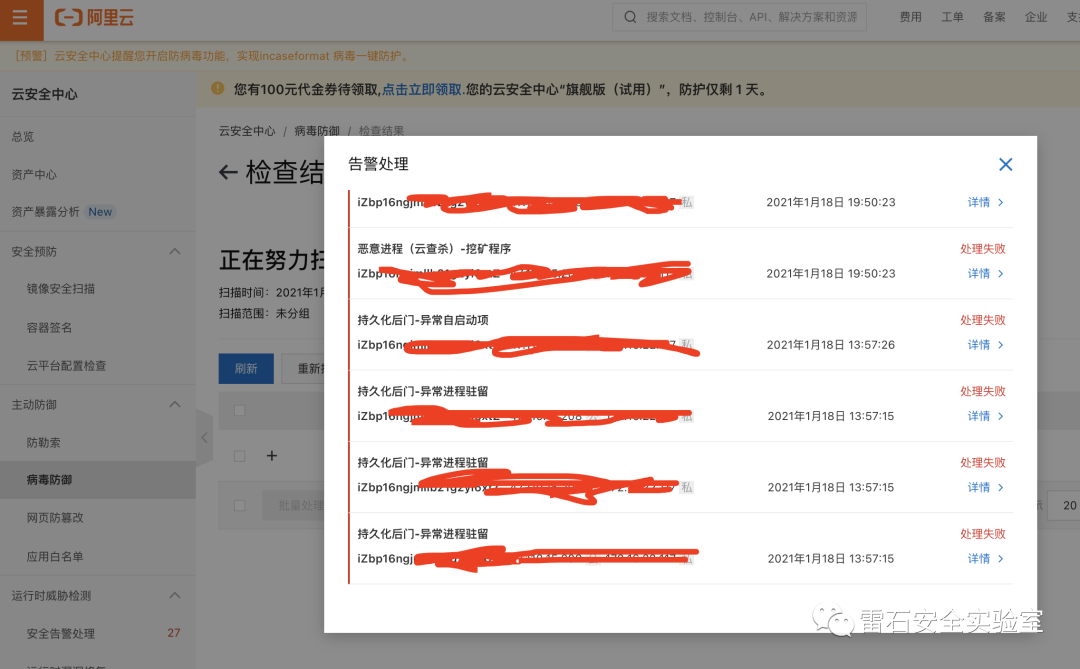 阿里云
搜索文档、控制台、API、解决方案和资源
费用
工单
备案
企业
[预警] 云安全中心提醒您开启防病毒功能,实现incaseformat 病毒一键防护。
云安全中心
您有100元代金券待领取,点击立即领取.您的云安全中心“旗舰版(试用)”,防护仅剩 1 天。
总览
资产中心
资产暴露分析 New
安全预防
镜像安全扫描
容器签名
云平台配置检查
主动防御
防勒索
病毒防御
网页防篡改
应用白名单
运行时威胁检测
安全告警处理 27
云安全中心 / 病毒防御 / 检查结果
检查结
正在努力扫
扫描时间: 2021年1月
扫描范围: 未分组
刷新
重新
批量处理
20
告警处理
2021年1月18日 19:50:23
详情
恶意进程(云查杀)-挖矿程序
处理失败
2021年1月18日 19:50:23
详情
持久化后门-异常自启动项
处理失败
2021年1月18日 13:57:26
详情
持久化后门-异常进程驻留
处理失败
2021年1月18日 13:57:15
详情
持久化后门-异常进程驻留
处理失败
2021年1月18日 13:57:15
详情
持久化后门-异常进程驻留
处理失败
2021年1月18日 13:57:15
详情
雷石安全实验室